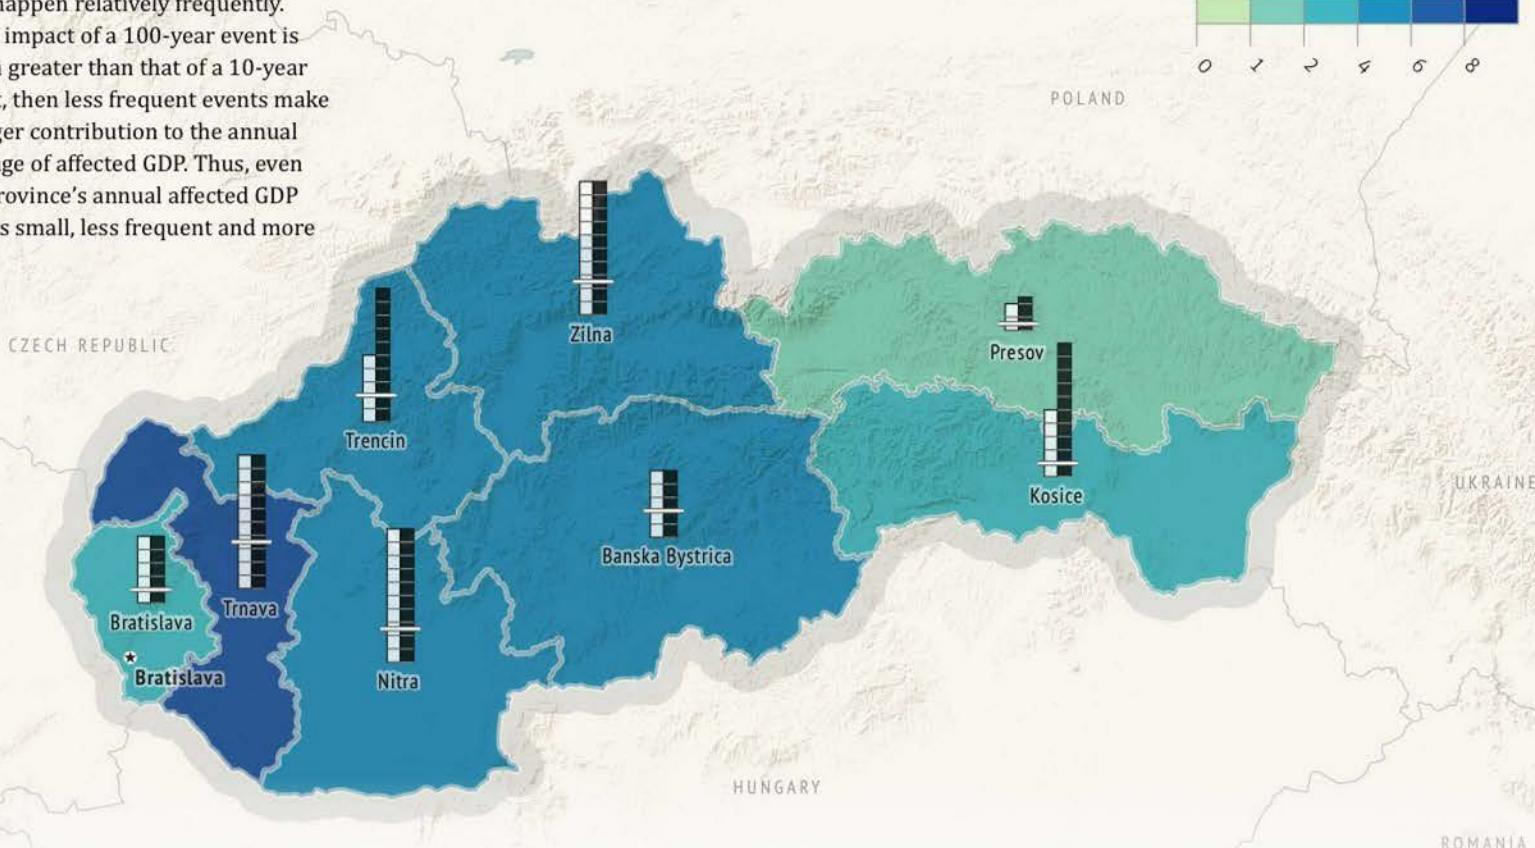 happen relatively frequently.
impact of a 100-year event is
greater than that of a 10-year
, then less frequent events make
ger contribution to the annual
ge of affected GDP. Thus, even
rovince's annual affected GDP
s small, less frequent and more
0 1 2 4 6 8
POLAND
CZECH REPUBLIC
Zilna
Presov
Trencin
UKRAINE
Kosice
Banska Bystrica
Trnava
Bratislava
Bratislava
Nitra
HUNGARY
ROMANIA